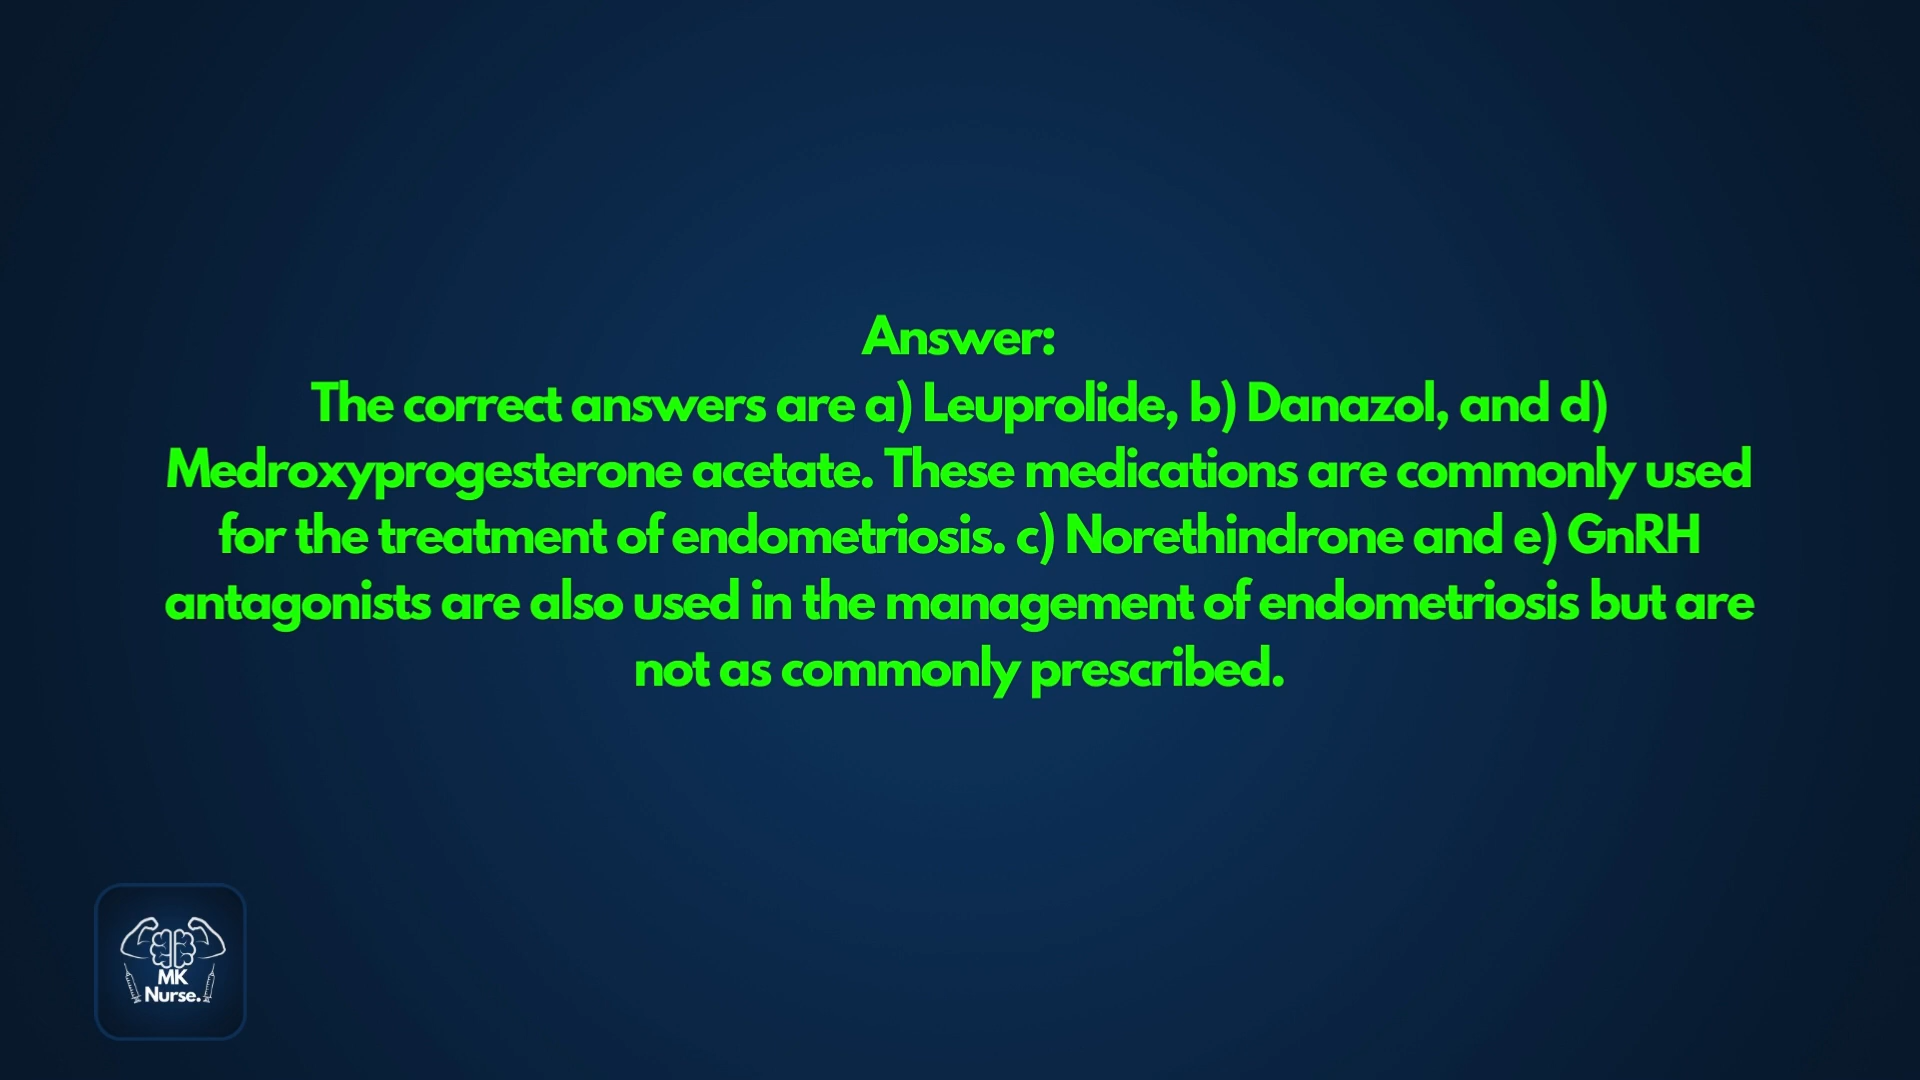 Answer:
The correct answers are a) Leuprolide, b) Danazol, and d)
Medroxyprogesterone acetate. These medications are commonly used
for the treatment of endometriosis. c) Norethindrone and e) GnRH
antagonists are also used in the management of endometriosis but are
not as commonly prescribed.
MK
Nurse.